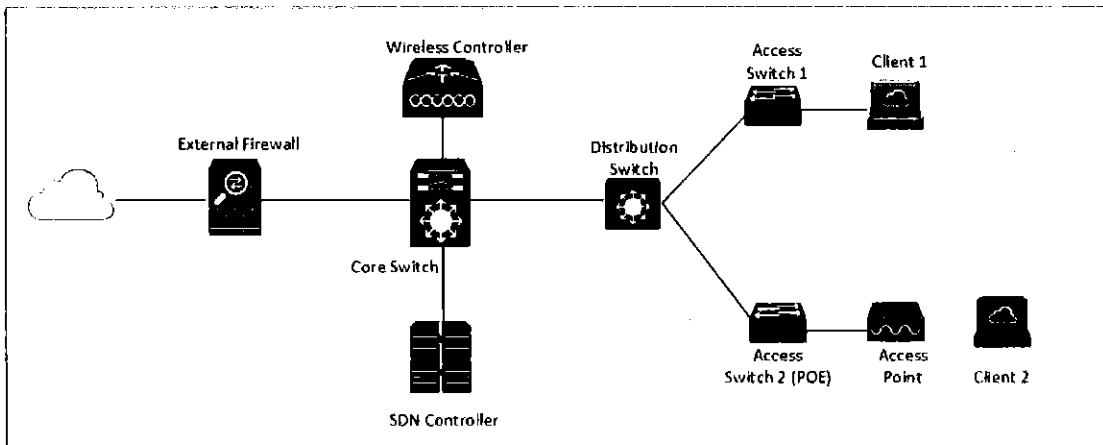 Wireless Controller
Access
Switch 1
Client 1
External Firewall
Distribution
Switch
Core Switch
Access
Switch 2 (POE)
Access
Point
Client 2
SDN Controller